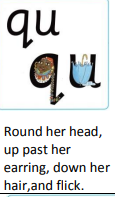 qu
qu
Round her head,
up past her
earring, down her
hair,and flick.